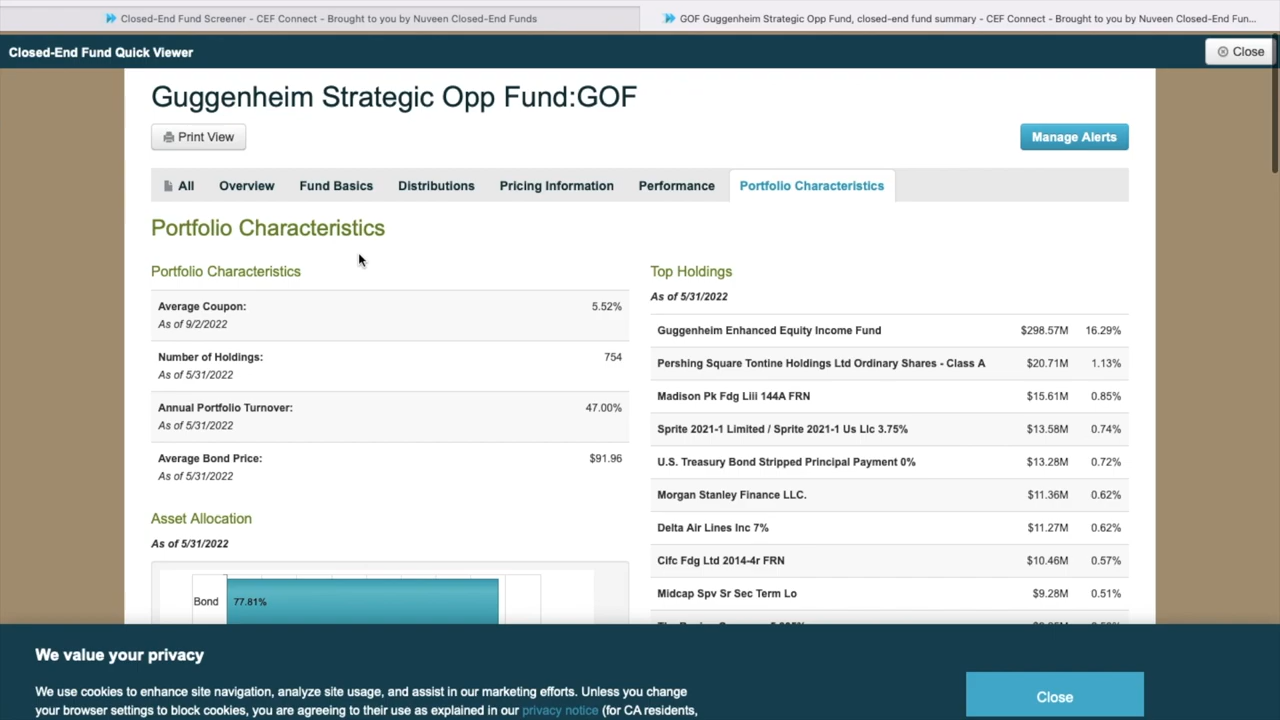 Closed-End Fund Screener - CEF Connect - Brought to you by Nuveen Closed-End Funds
GOF Guggenheim Strategic Opp Fund, closed-end fund summary - CEF Connect - Brought to you by Nuveen Closed-End Fun...
Closed-End Fund Quick Viewer
Close
Guggenheim Strategic Opp Fund:GOF
Print View
Manage Alerts
All Overview Fund Basics Distributions Pricing Information Performance Portfolio Characteristics
Portfolio Characteristics
Portfolio Characteristics
Average Coupon: 5.52%
As of 9/2/2022
Number of Holdings: 754
As of 5/31/2022
Annual Portfolio Turnover: 47.00%
As of 5/31/2022
Average Bond Price: $91.96
As of 5/31/2022
Asset Allocation
As of 5/31/2022
Bond 77.81%
Top Holdings
As of 5/31/2022
Guggenheim Enhanced Equity Income Fund $298.57M 16.29%
Pershing Square Tontine Holdings Ltd Ordinary Shares - Class A $20.71M 1.13%
Madison Pk Fdg Liii 144A FRN $15.61M 0.85%
Sprite 2021-1 Limited / Sprite 2021-1 Us Llc 3.75% $13.58M 0.74%
U.S. Treasury Bond Stripped Principal Payment 0% $13.28M 0.72%
Morgan Stanley Finance LLC. $11.36M 0.62%
Delta Air Lines Inc 7% $11.27M 0.62%
Cifc Fdg Ltd 2014-4r FRN $10.46M 0.57%
Midcap Spv Sr Sec Term Lo $9.28M 0.51%
We value your privacy
We use cookies to enhance site navigation, analyze site usage, and assist in our marketing efforts. Unless you change
your browser settings to block cookies, you are agreeing to their use as explained in our privacy notice (for CA residents,
Close